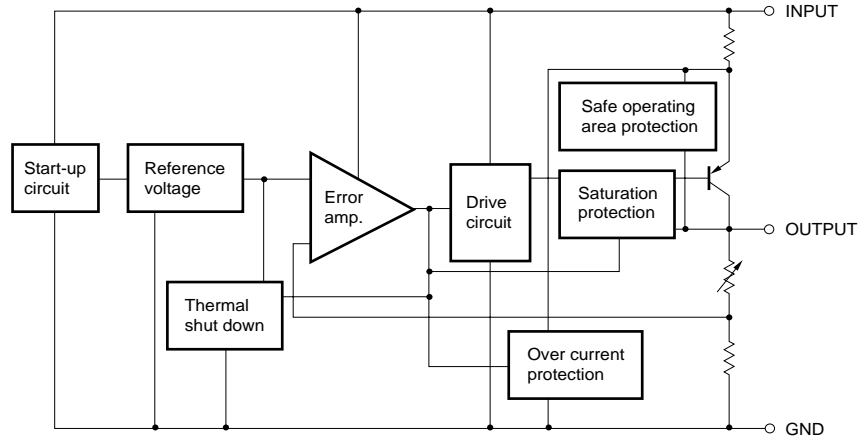 INPUT
Safe operating
area protection
Start-up
circuit
Reference
voltage
Error
amp.
Drive
circuit
Saturation
protection
OUTPUT
Thermal
shut down
Over current
protection
GND